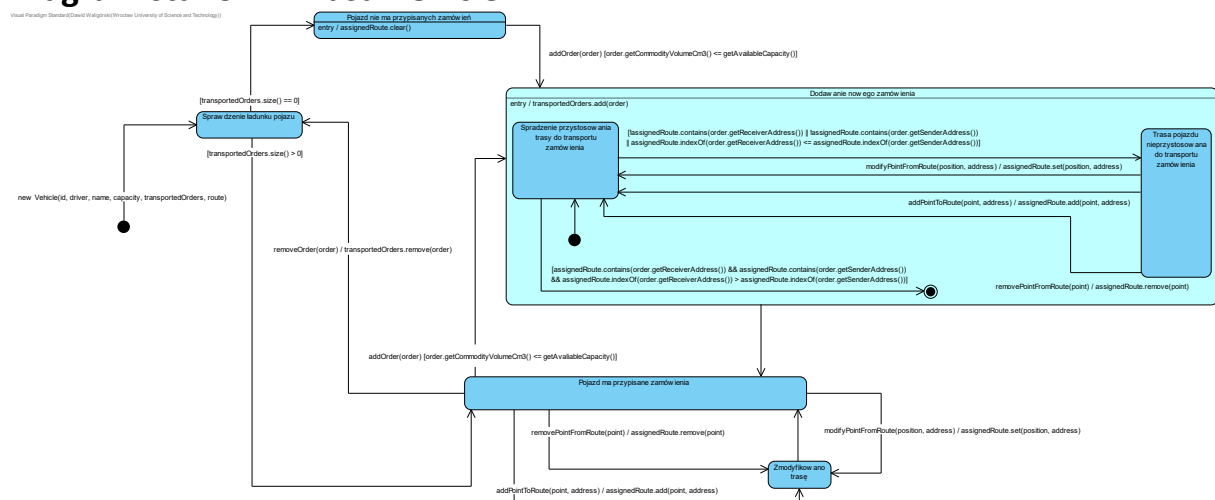 Visual Paradigm Standard(Dawid Waligórski(Wroclaw University of Science and Technology))
Pojazd nie ma przypisanych zamówień
entry / assignedRoute.clear()
addOrder(order) [order.getCommodityVolumeCm3() <= getAvailableCapacity()]
Dodawanie nowego zamówienia
entry / transportedOrders.add(order)
[transportedOrders.size() == 0]
Sprawdzenie ładunku pojazu
[transportedOrders.size() > 0]
Spradzenie przystosowania
trasy do transportu
zamówienia
[!assignedRoute.contains(order.getReceiverAddress()) || !assignedRoute.contains(order.getSenderAddress())
|| assignedRoute.indexOf(order.getReceiverAddress()) <= assignedRoute.indexOf(order.getSenderAddress())]
Trasa pojazdu
nieprzystosowana
do transportu
zamówienia
modifyPointFromRoute(position, address) / assignedRoute.set(position, address)
new Vehicle(id, driver, name, capacity, transportedOrders, route)
addPointToRoute(point, address) / assignedRoute.add(point, address)
removeOrder(order) / transportedOrders.remove(order)
[assignedRoute.contains(order.getReceiverAddress()) && assignedRoute.contains(order.getSenderAddress())
&& assignedRoute.indexOf(order.getReceiverAddress()) > assignedRoute.indexOf(order.getSenderAddress())]
removePointFromRoute(point) / assignedRoute.remove(point)
addOrder(order) [order.getCommodityVolumeCm3() <= getAvaliableCapacity()]
Pojazd ma przypisane zamówienia
removePointFromRoute(point) / assignedRoute.remove(point)
modifyPointFromRoute(position, address) / assignedRoute.set(position, address)
Zmodyfikowano
trasę
addPointToRoute(point, address) / assignedRoute.add(point, address)